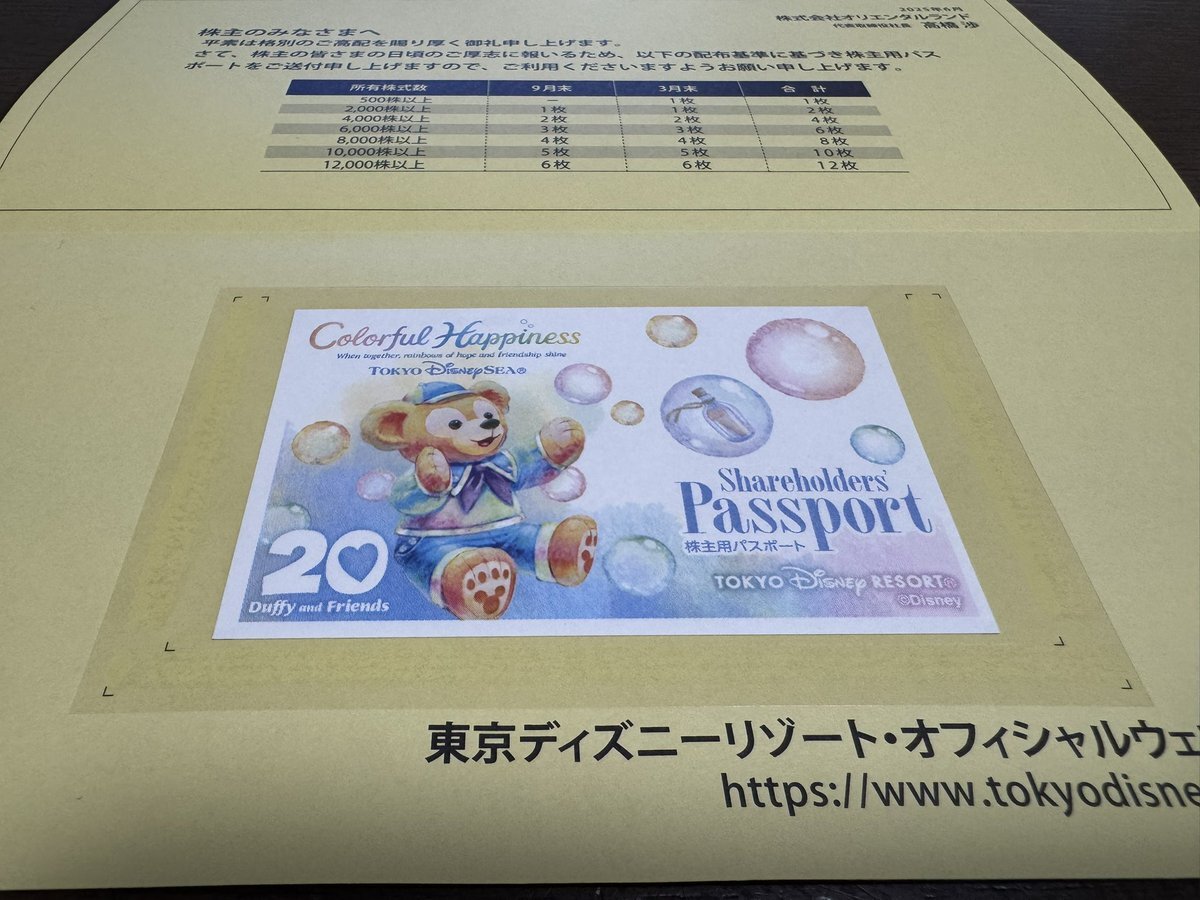 2025年6月
株式会社オリエンタルランド
代表取締役社長 高橋 渉
株主のみなさまへ
平素は格別のご高配を賜り厚く御礼申し上げます。
さて、株主の皆さまの日頃のご厚志に報いるため、以下の配布基準に基づき株主用パス
ポートをご送付申し上げますので、ご利用くださいますようお願い申し上げます。
所有株式数 9月末 3月末 合計
500株以上 − 1枚 1枚
2,000株以上 1枚 1枚 2枚
4,000株以上 2枚 2枚 4枚
6,000株以上 3枚 3枚 6枚
8,000株以上 4枚 4枚 8枚
10,000株以上 5枚 5枚 10枚
12,000株以上 6枚 6枚 12枚
Colorful Happiness
When together, rainbows of hope and friendship shine
TOKYO DISNEYSEA®
Shareholders'
Passport
株主用パスポート
TOKYO DISNEY RESORT®
©Disney
20
Duffy and Friends
東京ディズニーリゾート・オフィシャルウェ
https://www.tokyodisne